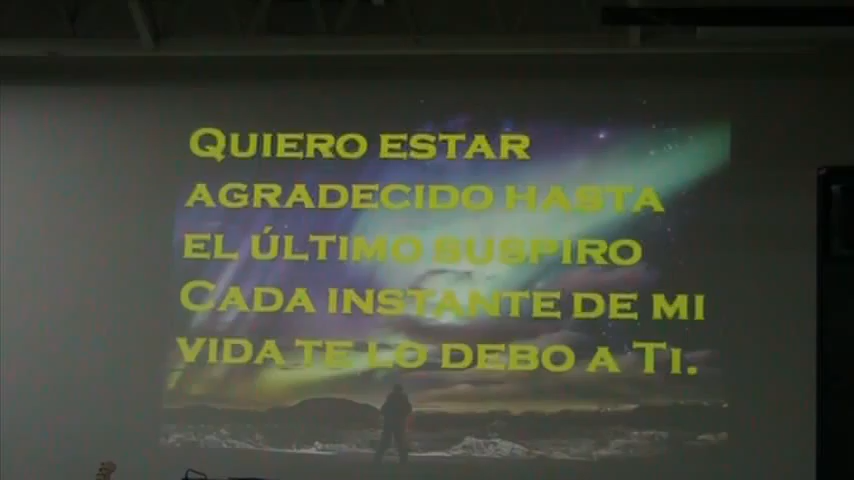 Quiero estar
agradecido hasta
el último suspiro
Cada instante de mi
vida te lo debo a Ti.